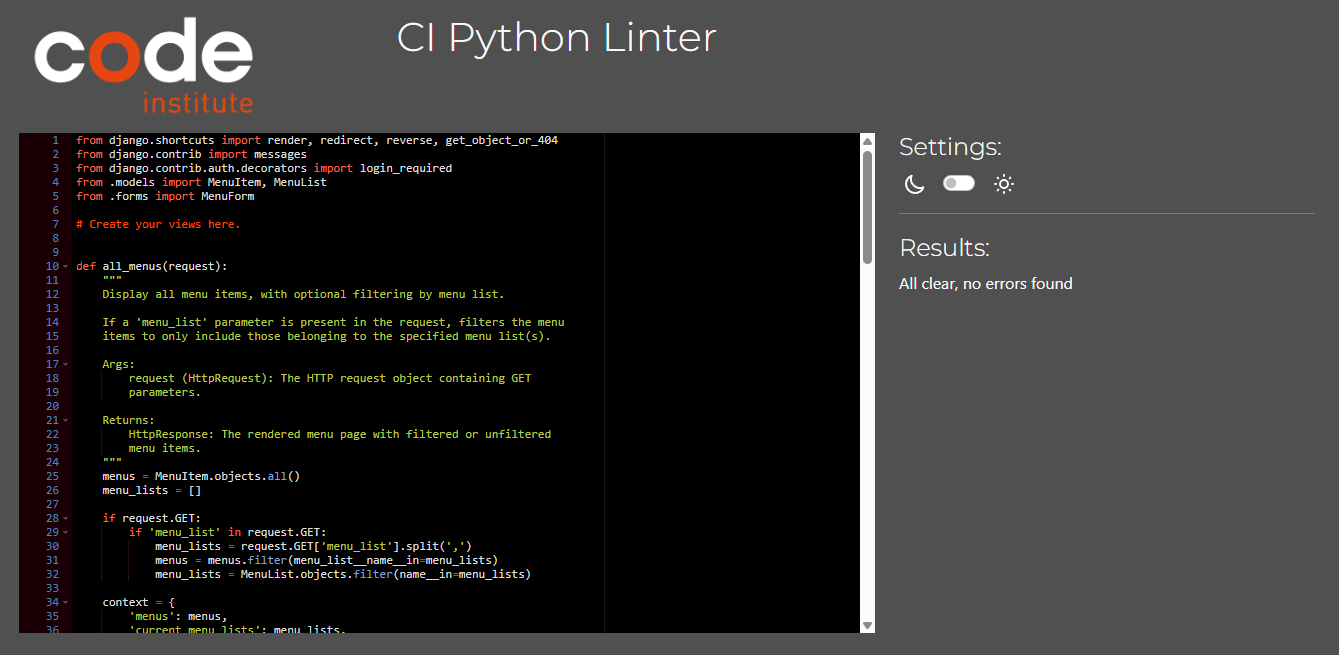 code
institute
CI Python Linter
1 from django.shortcuts import render, redirect, reverse, get_object_or_404
2 from django.contrib import messages
3 from django.contrib.auth.decorators import login_required
4 from .models import MenuItem, MenuList
5 from .forms import MenuForm
6
7 # Create your views here.
8
9
10 def all_menus(request):
11     """
12     Display all menu items, with optional filtering by menu list.
13
14     If a 'menu_list' parameter is present in the request, filters the menu
15     items to only include those belonging to the specified menu list(s).
16
17     Args:
18         request (HttpRequest): The HTTP request object containing GET
19         parameters.
20
21     Returns:
22         HttpResponse: The rendered menu page with filtered or unfiltered
23         menu items.
24     """
25     menus = MenuItem.objects.all()
26     menu_lists = []
27
28     if request.GET:
29         if 'menu_list' in request.GET:
30             menu_lists = request.GET['menu_list'].split(',')
31             menus = menus.filter(menu_list__name__in=menu_lists)
32             menu_lists = MenuList.objects.filter(name__in=menu_lists)
33
34     context = {
35         'menus': menus,
36         'current_menu_lists': menu_lists,
Settings:
Results:
All clear, no errors found